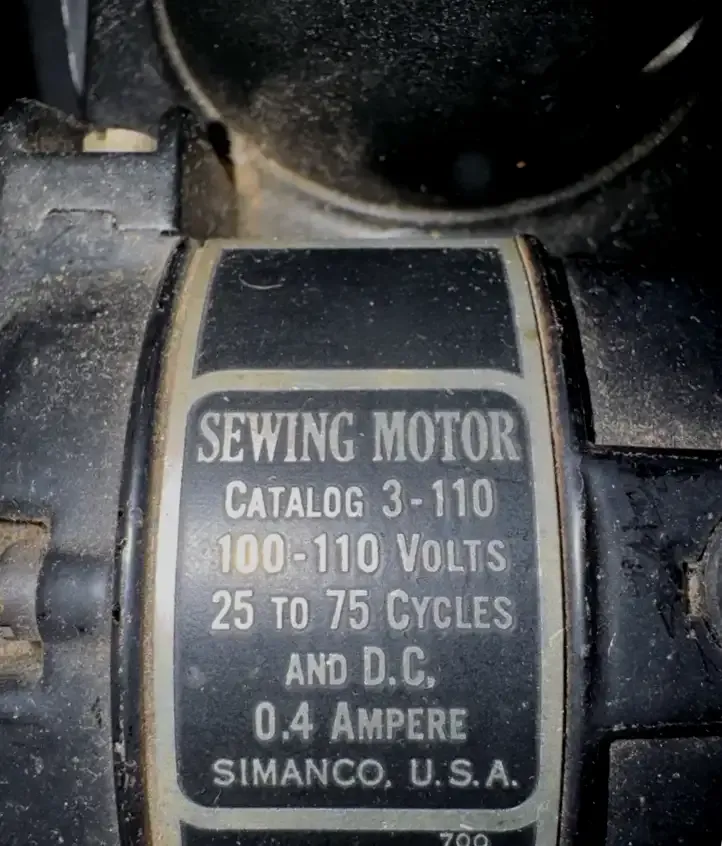 SEWING MOTOR
CATALOG 3-110
100-110 VOLTS
25 TO 75 CYCLES
AND D.C.
0.4 AMPERE
SIMANCO. U.S.A.